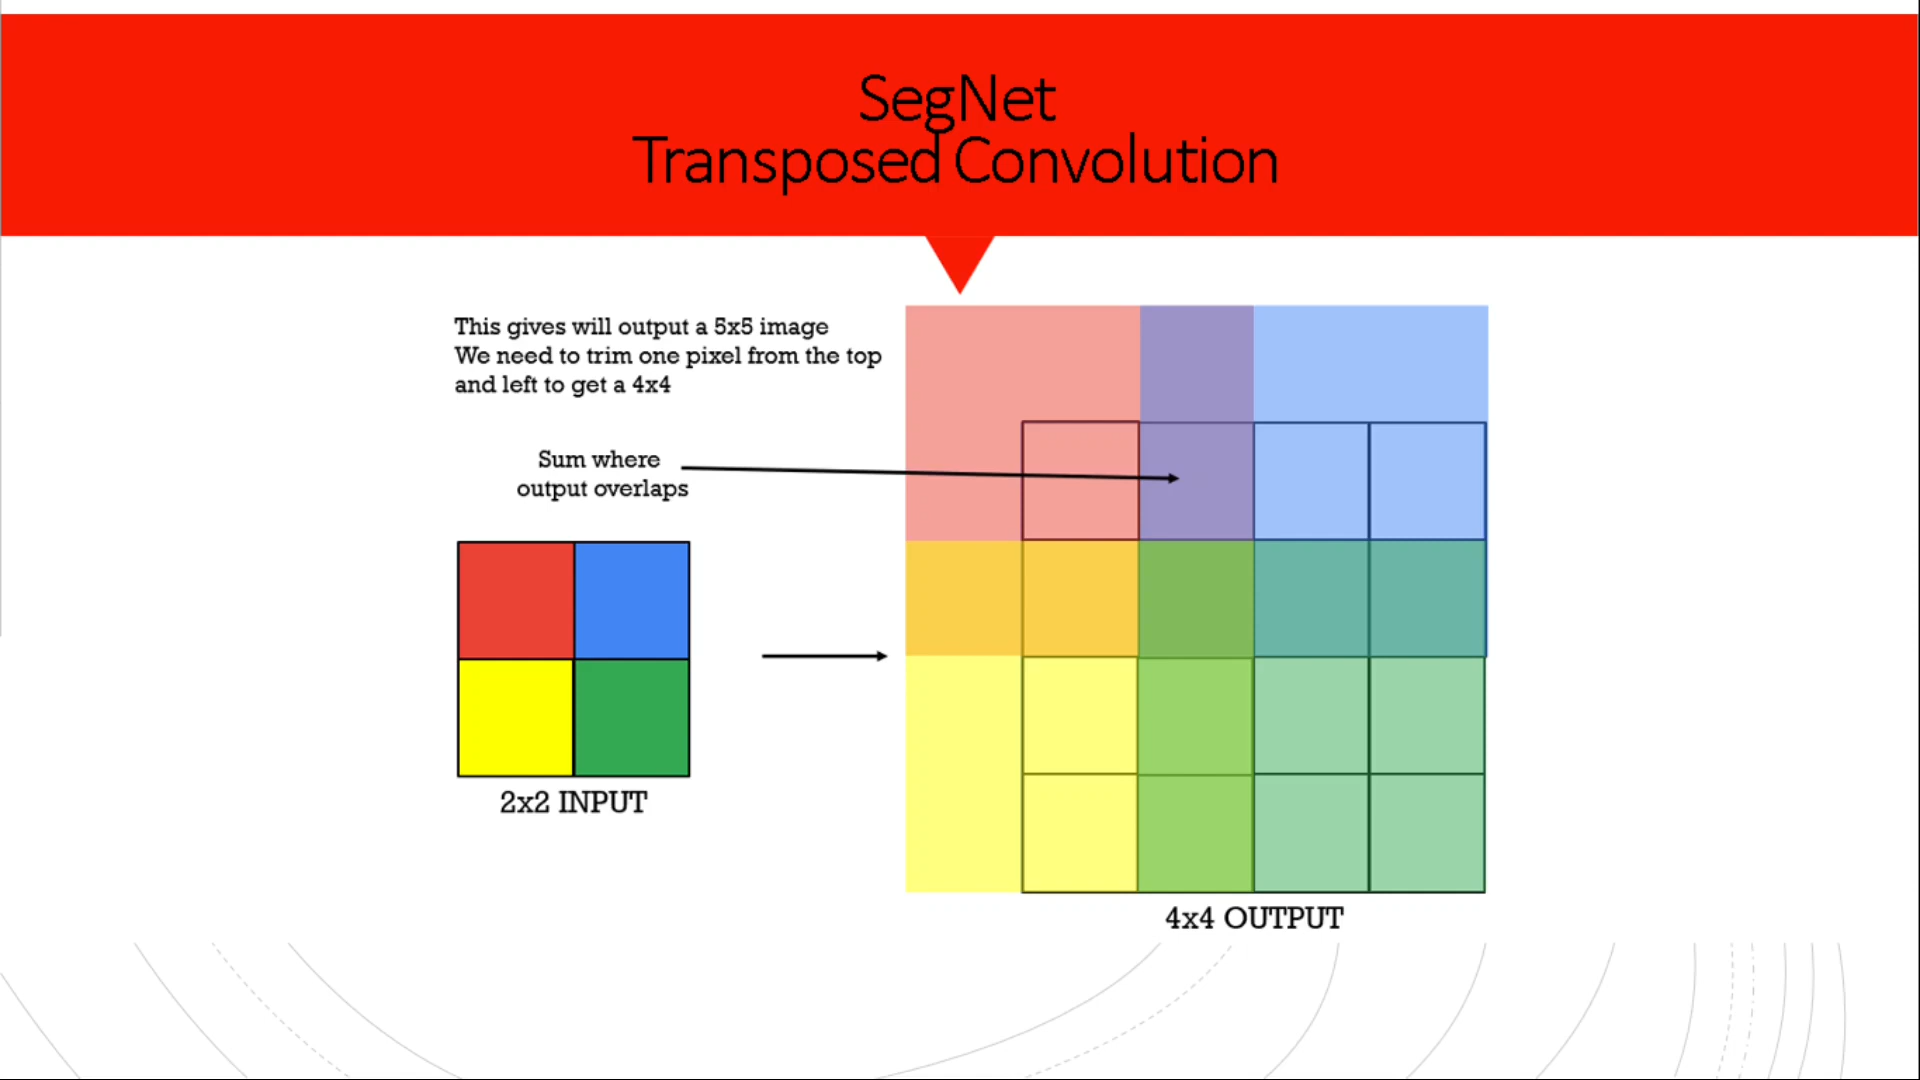 SegNet
Transposed Convolution
This gives will output a 5x5 image
We need to trim one pixel from the top
and left to get a 4x4
Sum where
output overlaps
2x2 INPUT
4x4 OUTPUT